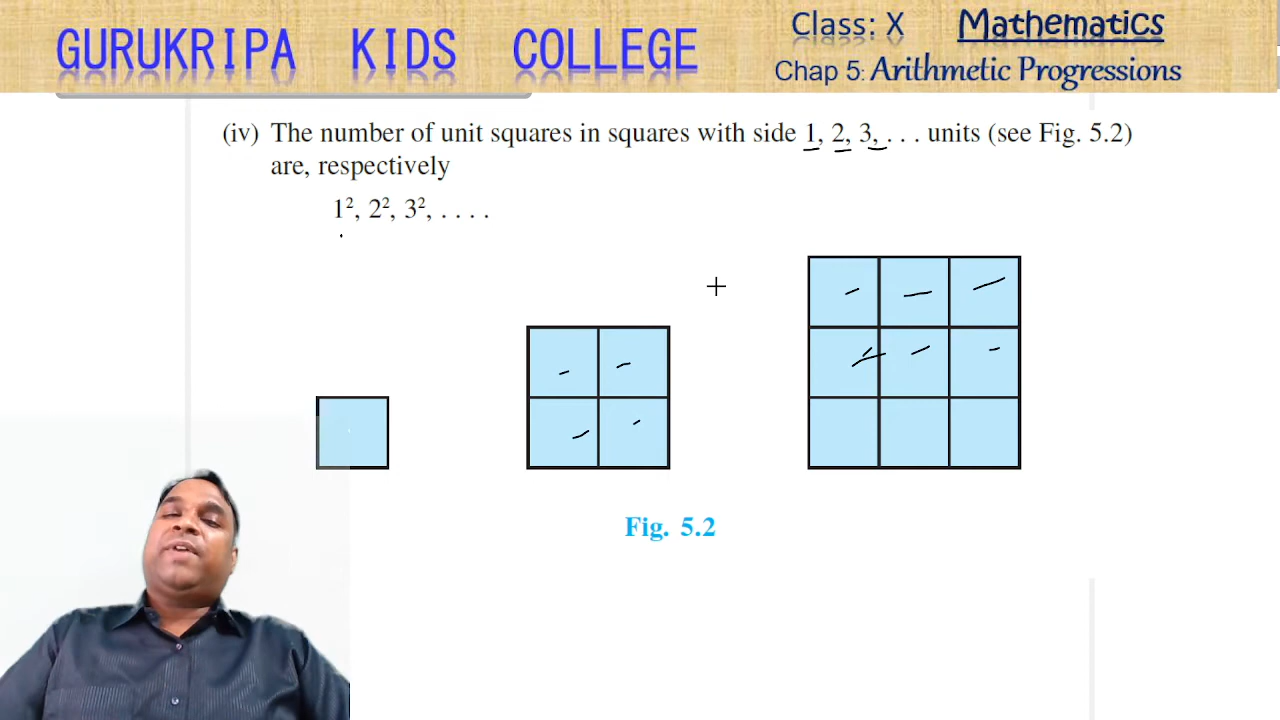 GURUKRIPA KIDS COLLEGE
Class: X Mathematics
Chap 5: Arithmetic Progressions
(iv) The number of unit squares in squares with side 1, 2, 3, . . . units (see Fig. 5.2)
are, respectively
1², 2², 3², . . . .
Fig. 5.2